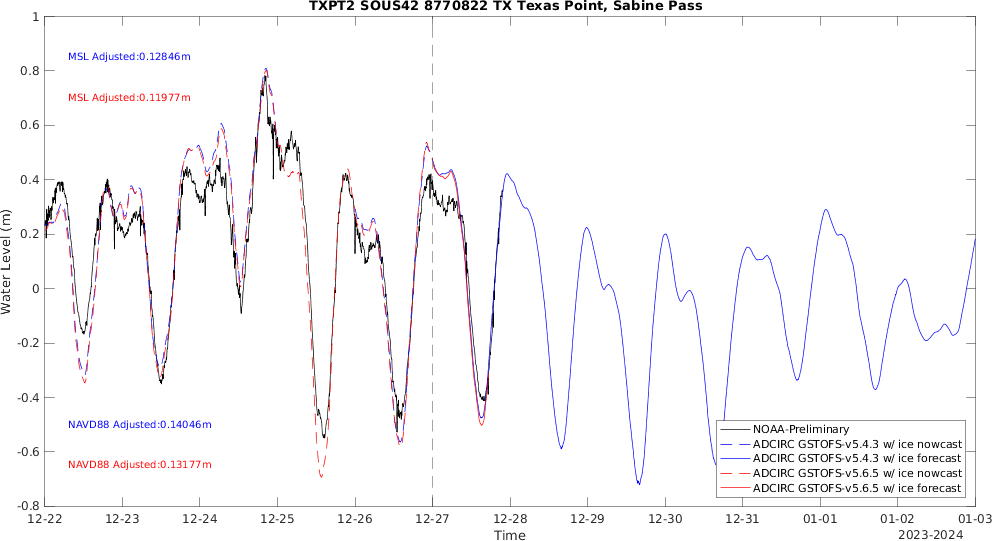 TXPT2 SOUS42 8770822 TX Texas Point, Sabine Pass
1
0.8
0.6
0.4
0.2
0
-0.2
-0.4
-0.6
-0.8
Water Level (m)
MSL Adjusted:0.12846m
MSL Adjusted:0.11977m
NAVD88 Adjusted:0.14046m
NAVD88 Adjusted:0.13177m
NOAA-Preliminary
ADCIRC GSTOFS-v5.4.3 w/ ice nowcast
ADCIRC GSTOFS-v5.4.3 w/ ice forecast
ADCIRC GSTOFS-v5.6.5 w/ ice nowcast
ADCIRC GSTOFS-v5.6.5 w/ ice forecast
12-22 12-23 12-24 12-25 12-26 12-27 12-28 12-29 12-30 12-31 01-01 01-02 01-03
Time
2023-2024